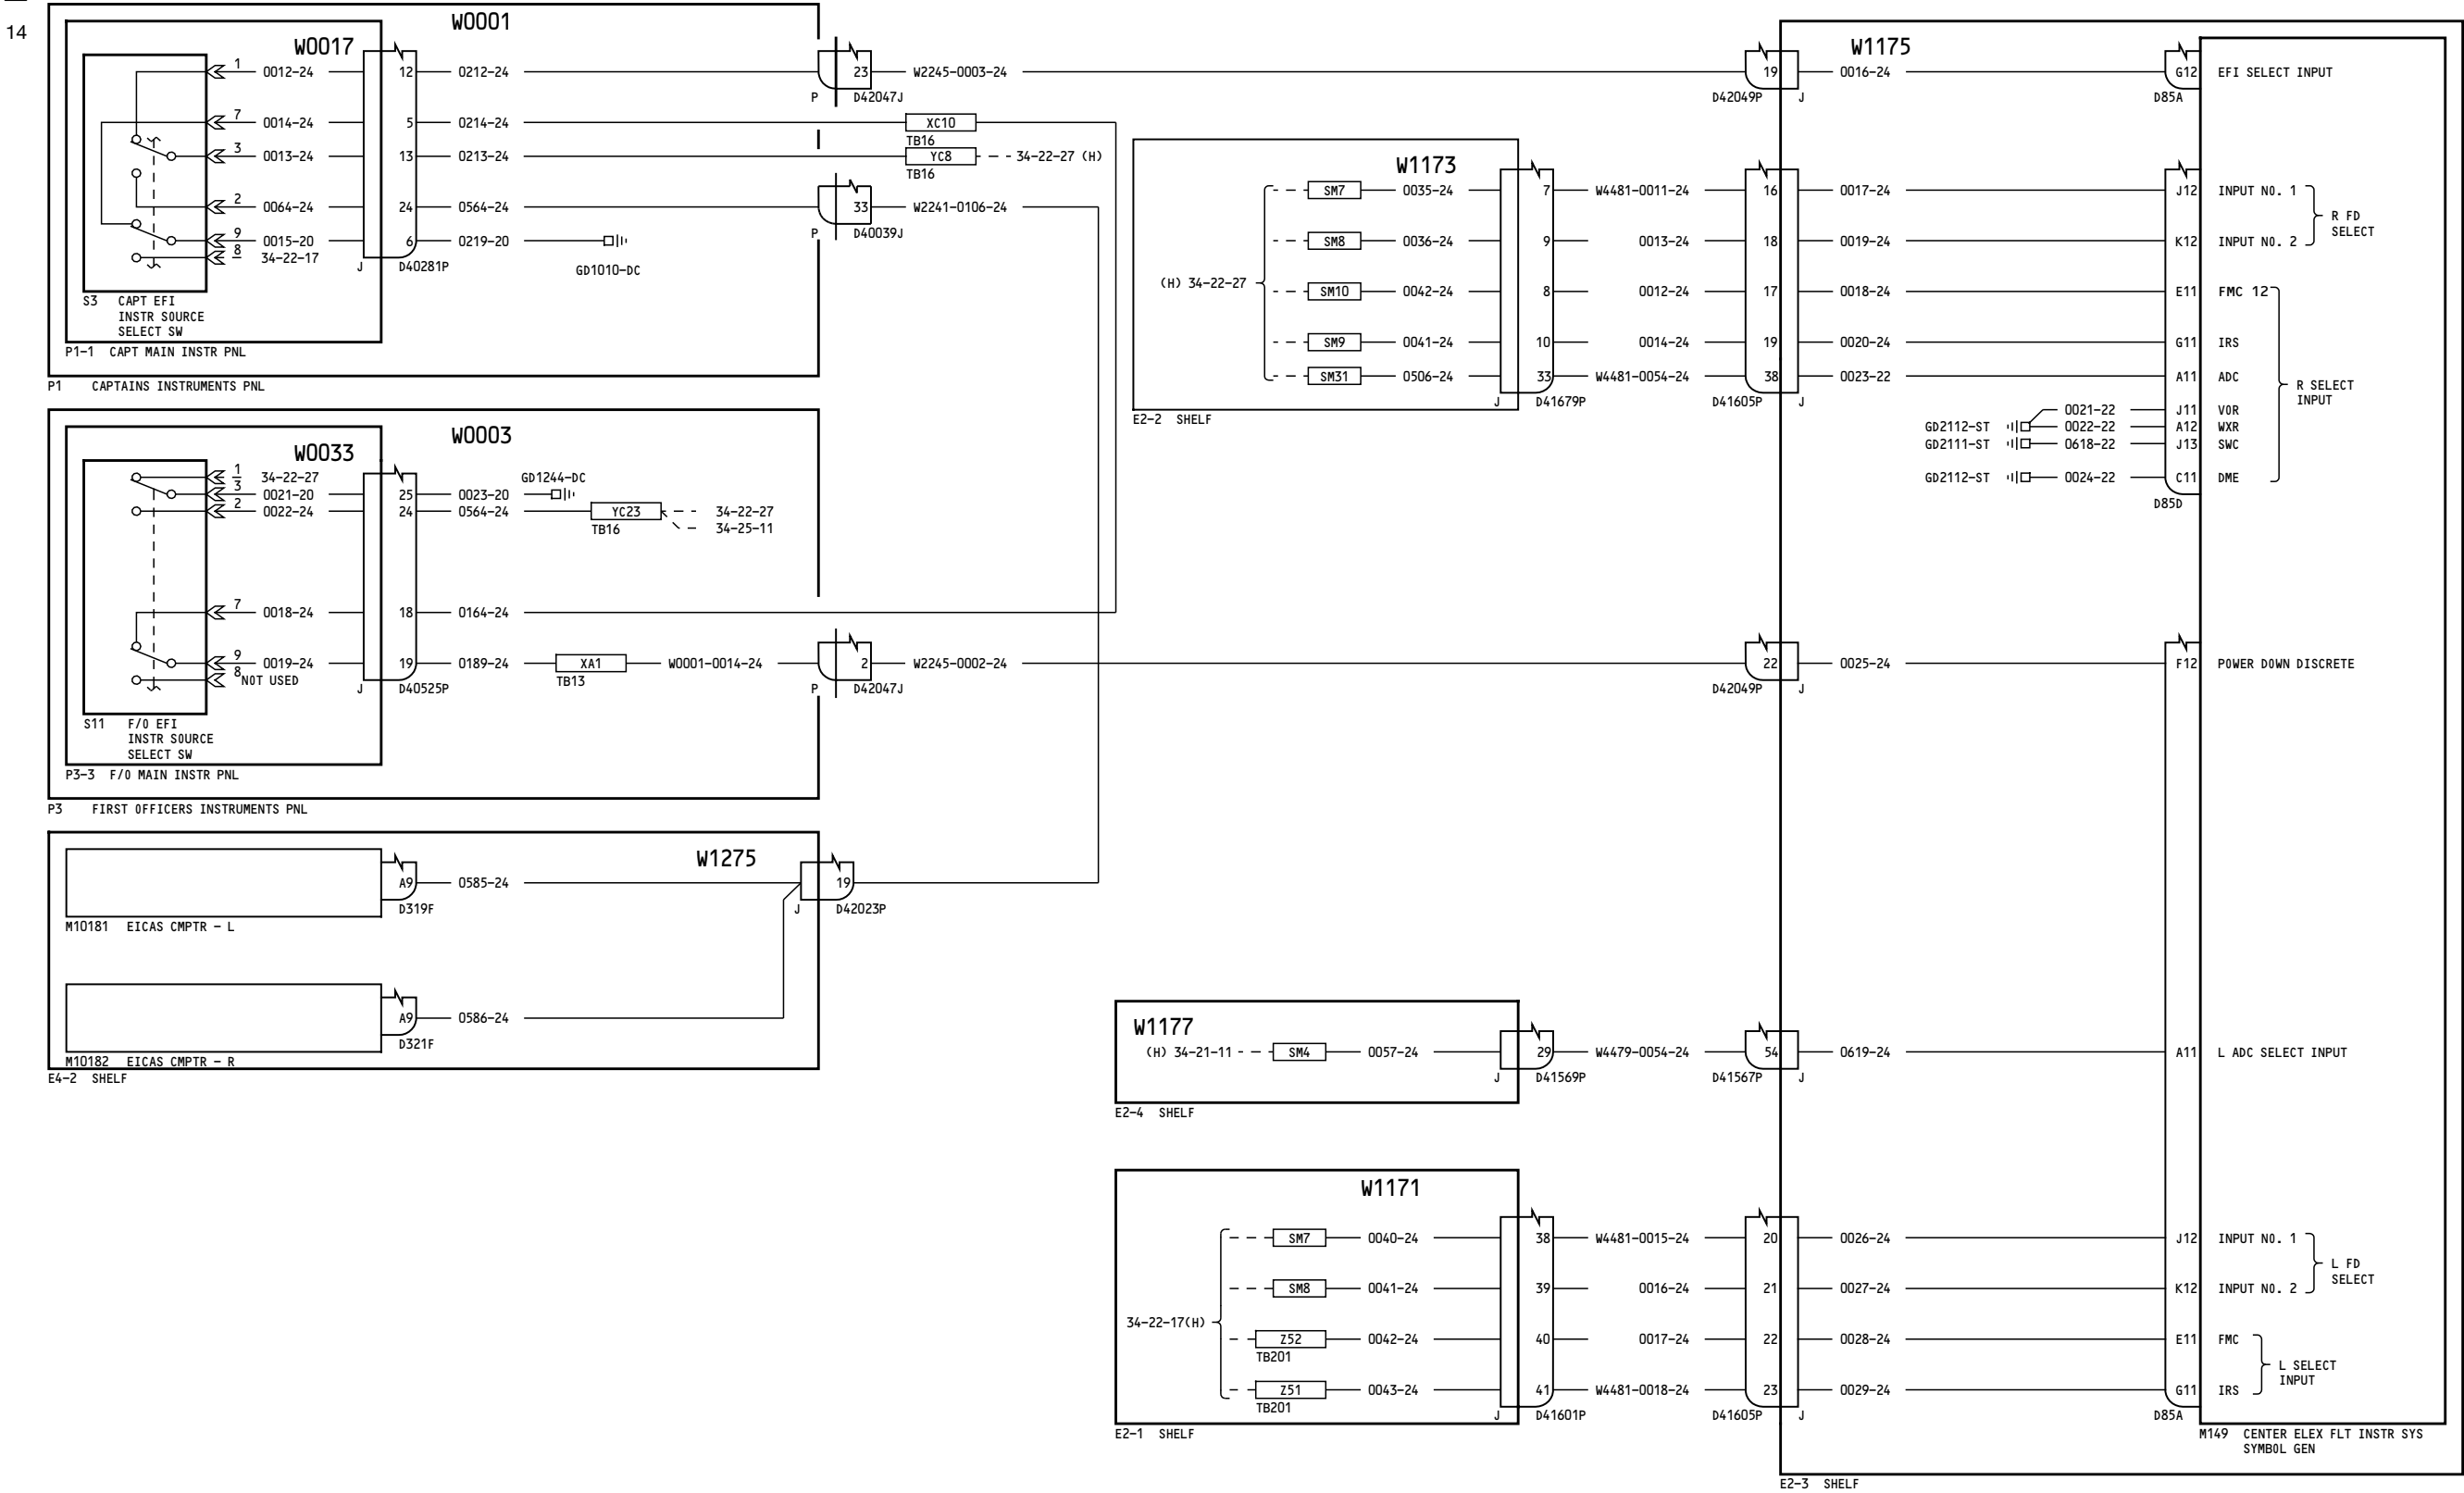 14
W0001
W0017
1 0012-24 12 0212-24 23 W2245-0003-24
P D42047J
7 0014-24 5 0214-24 XC10
TB16
3 0013-24 13 0213-24 YC8 34-22-27 (H)
TB16
2 0064-24 24 0564-24 33 W2241-0106-24
P D40039J
9 0015-20 6 0219-20
GD1010-DC
8 34-22-17
J D40281P
S3 CAPT EFI
INSTR SOURCE
SELECT SW
P1-1 CAPT MAIN INSTR PNL
P1 CAPTAINS INSTRUMENTS PNL
W0003
W0033
1 34-22-27
GD1244-DC
3 0021-20 25 0023-20
2 0022-24 24 0564-24 YC23 34-22-27
TB16 34-25-11
7 0018-24 18 0164-24
9 0019-24 19 0189-24 XA1 W0001-0014-24 2 W2245-0002-24
TB13
P D42047J
8 NOT USED
J D40525P
S11 F/O EFI
INSTR SOURCE
SELECT SW
P3-3 F/O MAIN INSTR PNL
P3 FIRST OFFICERS INSTRUMENTS PNL
W1275
A9 0585-24 19
D319F
J D42023P
M10181 EICAS CMPTR - L
A9 0586-24
D321F
M10182 EICAS CMPTR - R
E4-2 SHELF
W1173
(H) 34-22-27
SM7 0035-24 7 W4481-0011-24 16
SM8 0036-24 9 0013-24 18
SM10 0042-24 8 0012-24 17
SM9 0041-24 10 0014-24 19
SM31 0506-24 33 W4481-0054-24 38
J D41679P D41605P J
E2-2 SHELF
W1177
(H) 34-21-11 SM4 0057-24 29 W4479-0054-24 54
J D41569P D41567P J
E2-4 SHELF
W1171
34-22-17(H)
SM7 0040-24 38 W4481-0015-24 20
SM8 0041-24 39 0016-24 21
Z52 0042-24 40 0017-24 22
TB201
Z51 0043-24 41 W4481-0018-24 23
TB201
J D41601P D41605P J
E2-1 SHELF
W1175
19 0016-24 G12 EFI SELECT INPUT
D42049P J D85A
0017-24 J12 INPUT NO. 1
R FD
SELECT
0019-24 K12 INPUT NO. 2
0018-24 E11 FMC 12
0020-24 G11 IRS
0023-22 A11 ADC
R SELECT
INPUT
0021-22 J11 VOR
GD2112-ST 0022-22 A12 WXR
GD2111-ST 0618-22 J13 SWC
GD2112-ST 0024-22 C11 DME
D85D
22 0025-24 F12 POWER DOWN DISCRETE
D42049P J
0619-24 A11 L ADC SELECT INPUT
0026-24 J12 INPUT NO. 1
L FD
SELECT
0027-24 K12 INPUT NO. 2
0028-24 E11 FMC
L SELECT
INPUT
0029-24 G11 IRS
D85A
M149 CENTER ELEX FLT INSTR SYS
SYMBOL GEN
E2-3 SHELF